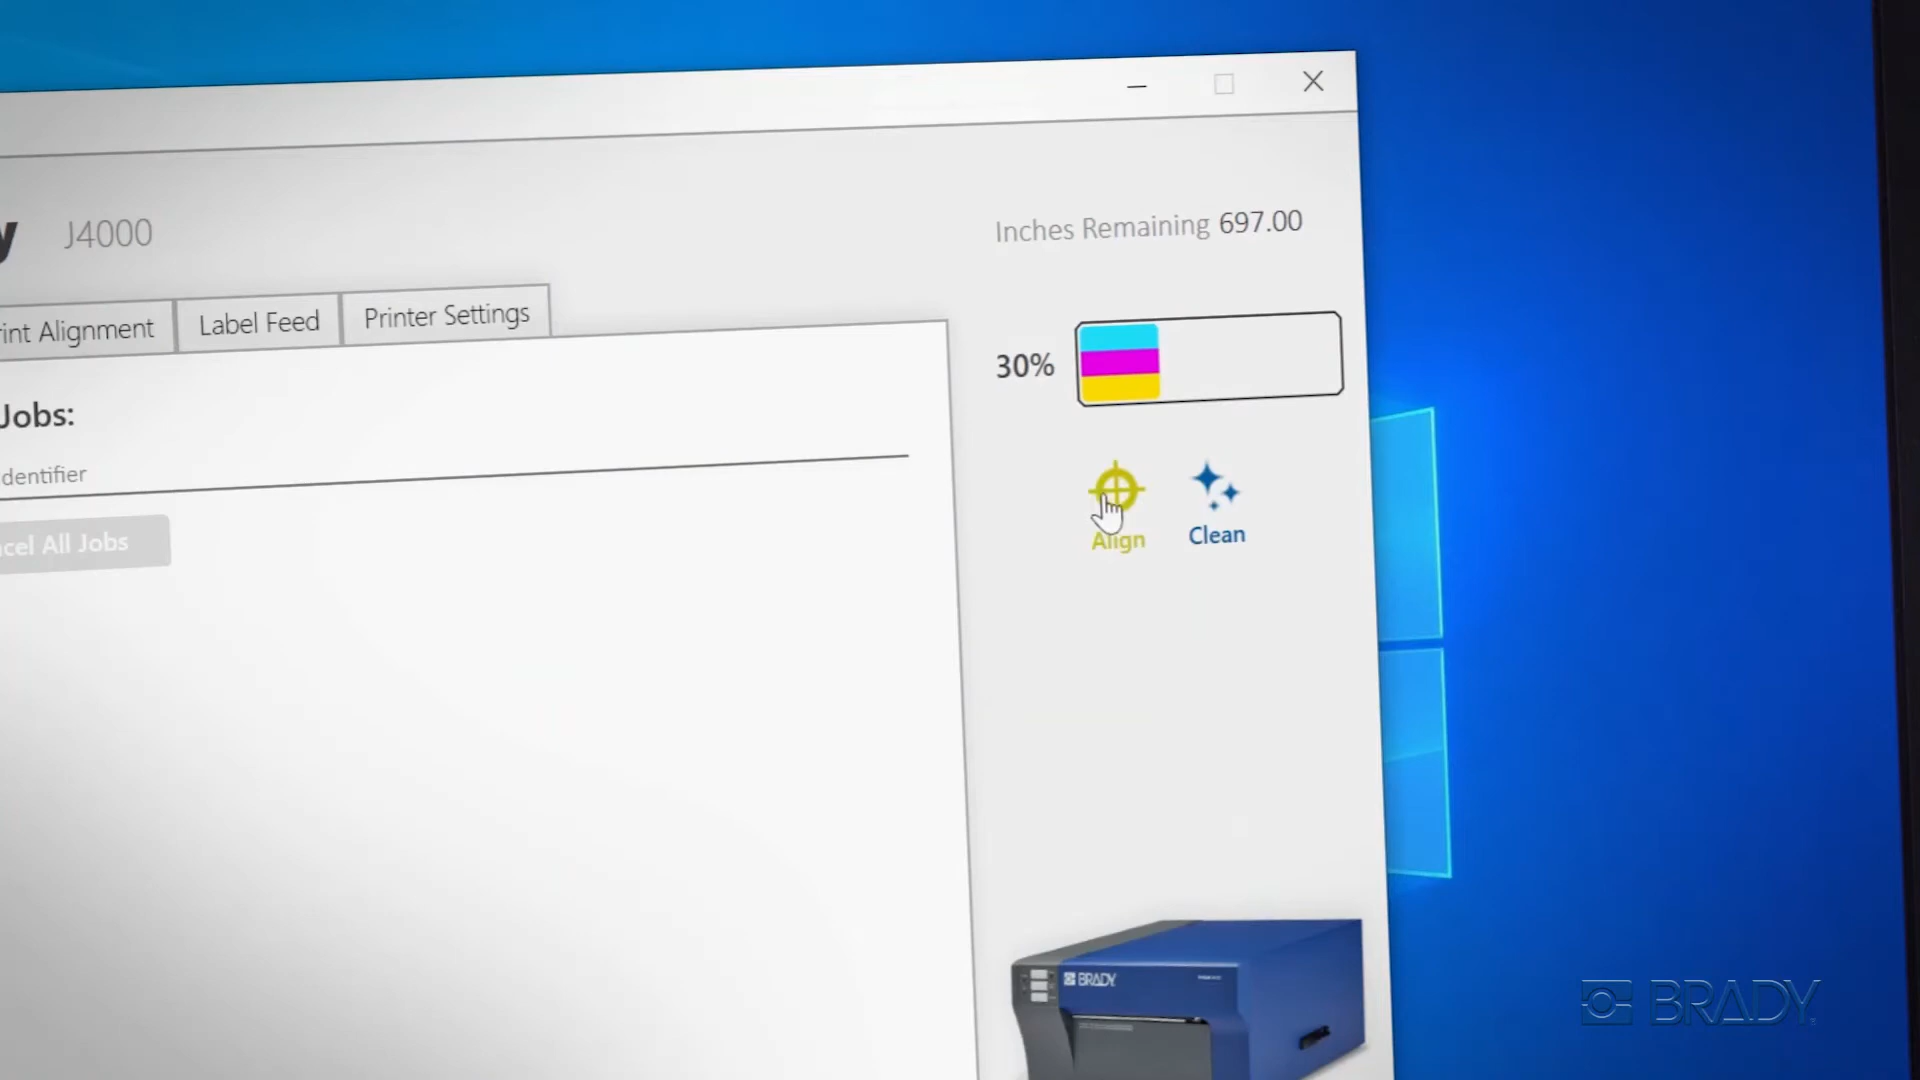 y J4000
Inches Remaining 697.00
rint Alignment
Label Feed
Printer Settings
30%
Jobs:
dentifier
Align
Clean
cel All Jobs
BRADY
BRADY